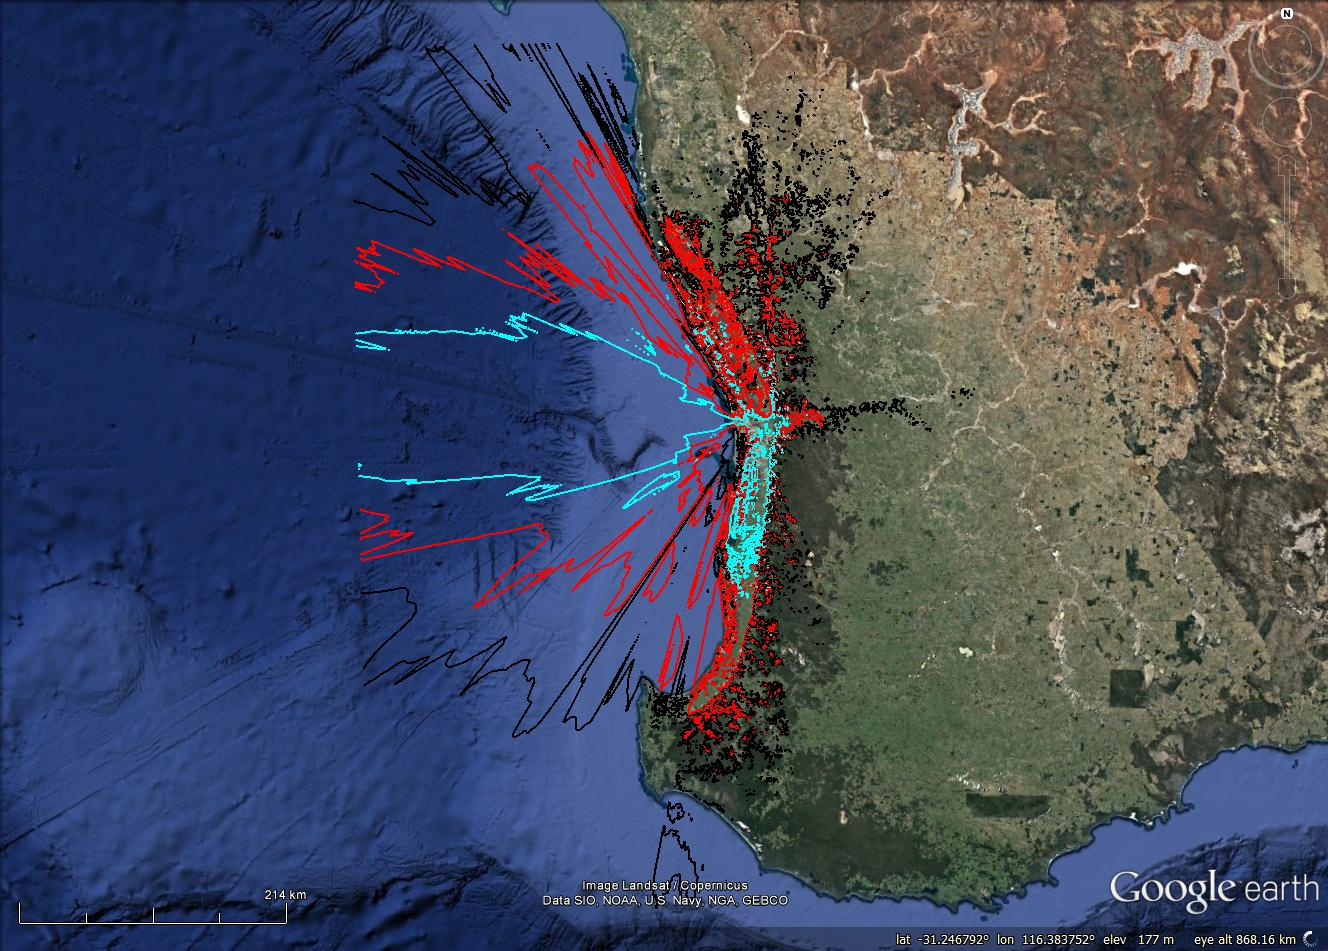 N
214 km
Image Landsat / Copernicus
Data SIO, NOAA, U.S. Navy, NGA, GEBCO
Google earth
lat -31.246792° lon 116.383752° elev 177 m eye alt 868.16 km